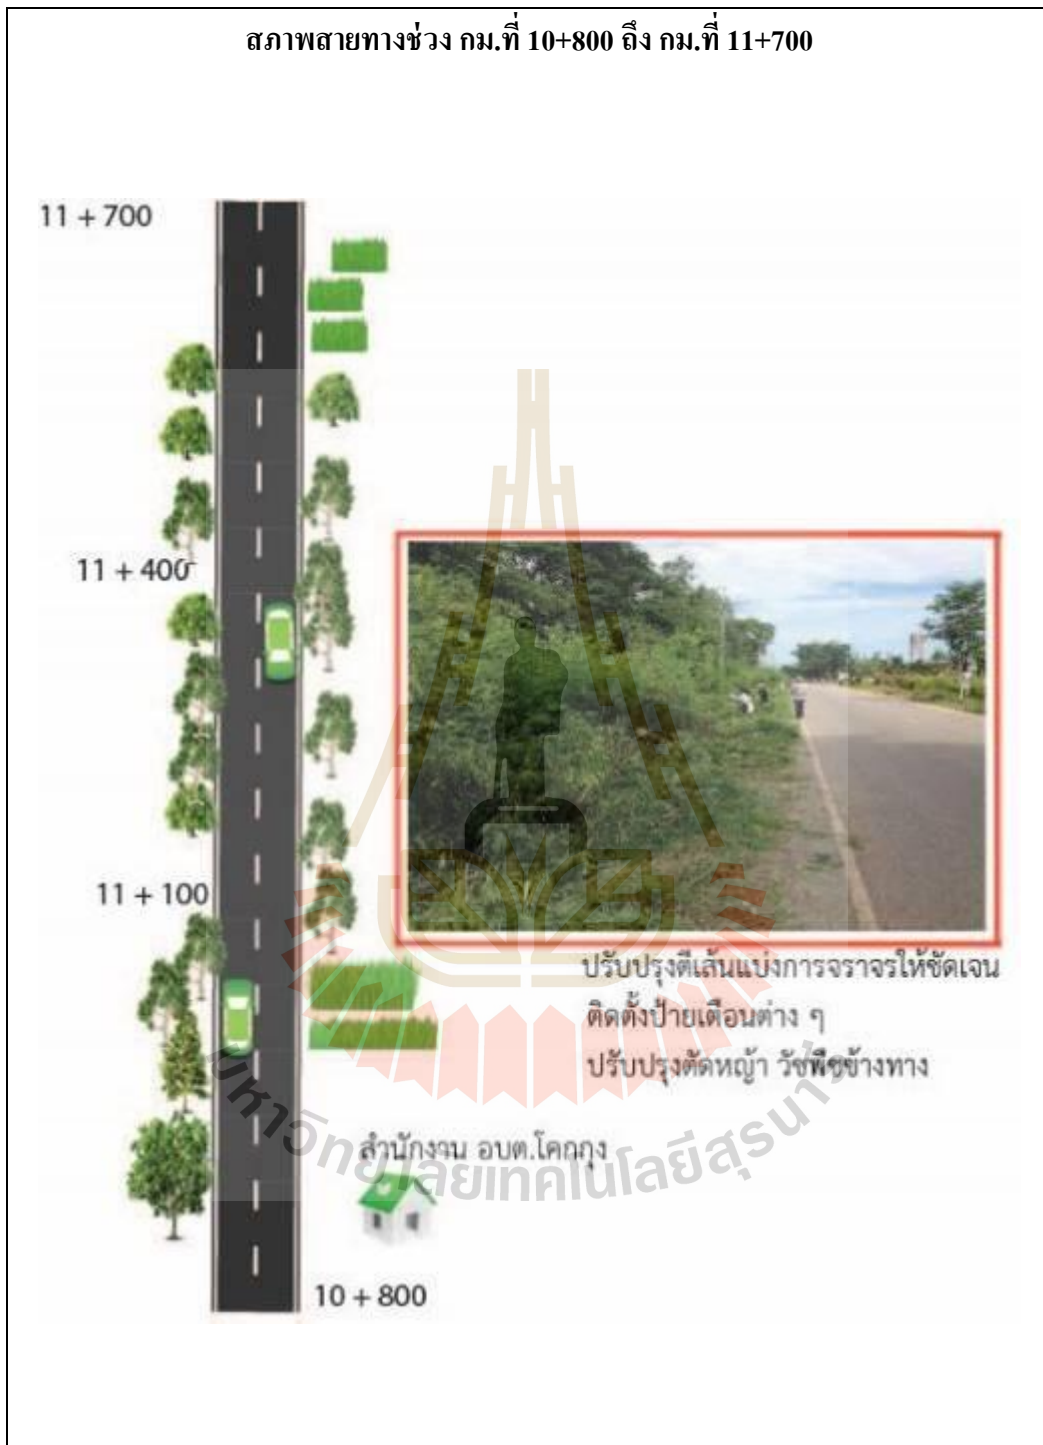 สภาพสายทางช่วง กม.ที่ 10+800 ถึง กม.ที่ 11+700
11 + 700
11 + 400
11 + 100
ปรับปรุงตีเส้นแบ่งการจราจรให้ชัดเจน
ติดตั้งป้ายเตือนต่าง ๆ
ปรับปรุงตัดหญ้า วัชพืชข้างทาง
สำนักงาน อบต.โคกกุง
มหาวิทยาลัยเทคโนโลยีสุรนารี
10 + 800